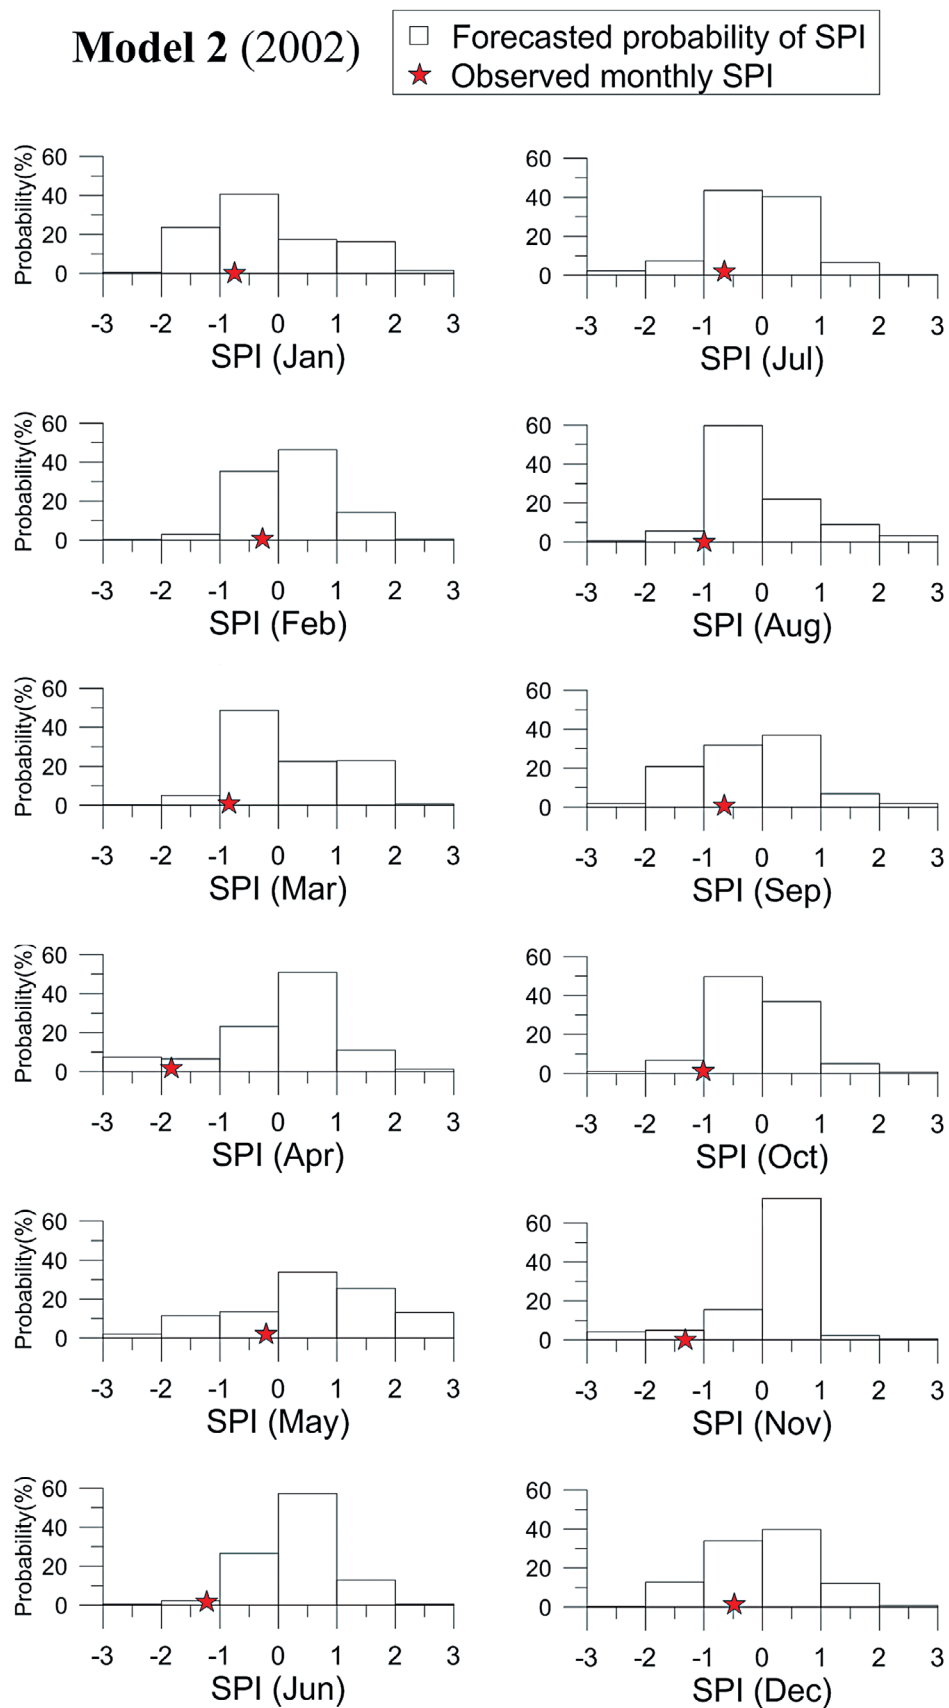 Model 2 (2002)
Forecasted probability of SPI
Observed monthly SPI
Probability(%)
60
40
20
0
-3 -2 -1 0 1 2 3
SPI (Jan)
60
40
20
0
-3 -2 -1 0 1 2 3
SPI (Jul)
Probability(%)
60
40
20
0
-3 -2 -1 0 1 2 3
SPI (Feb)
60
40
20
0
-3 -2 -1 0 1 2 3
SPI (Aug)
Probability(%)
60
40
20
0
-3 -2 -1 0 1 2 3
SPI (Mar)
60
40
20
0
-3 -2 -1 0 1 2 3
SPI (Sep)
Probability(%)
60
40
20
0
-3 -2 -1 0 1 2 3
SPI (Apr)
60
40
20
0
-3 -2 -1 0 1 2 3
SPI (Oct)
Probability(%)
60
40
20
0
-3 -2 -1 0 1 2 3
SPI (May)
60
40
20
0
-3 -2 -1 0 1 2 3
SPI (Nov)
Probability(%)
60
40
20
0
-3 -2 -1 0 1 2 3
SPI (Jun)
60
40
20
0
-3 -2 -1 0 1 2 3
SPI (Dec)